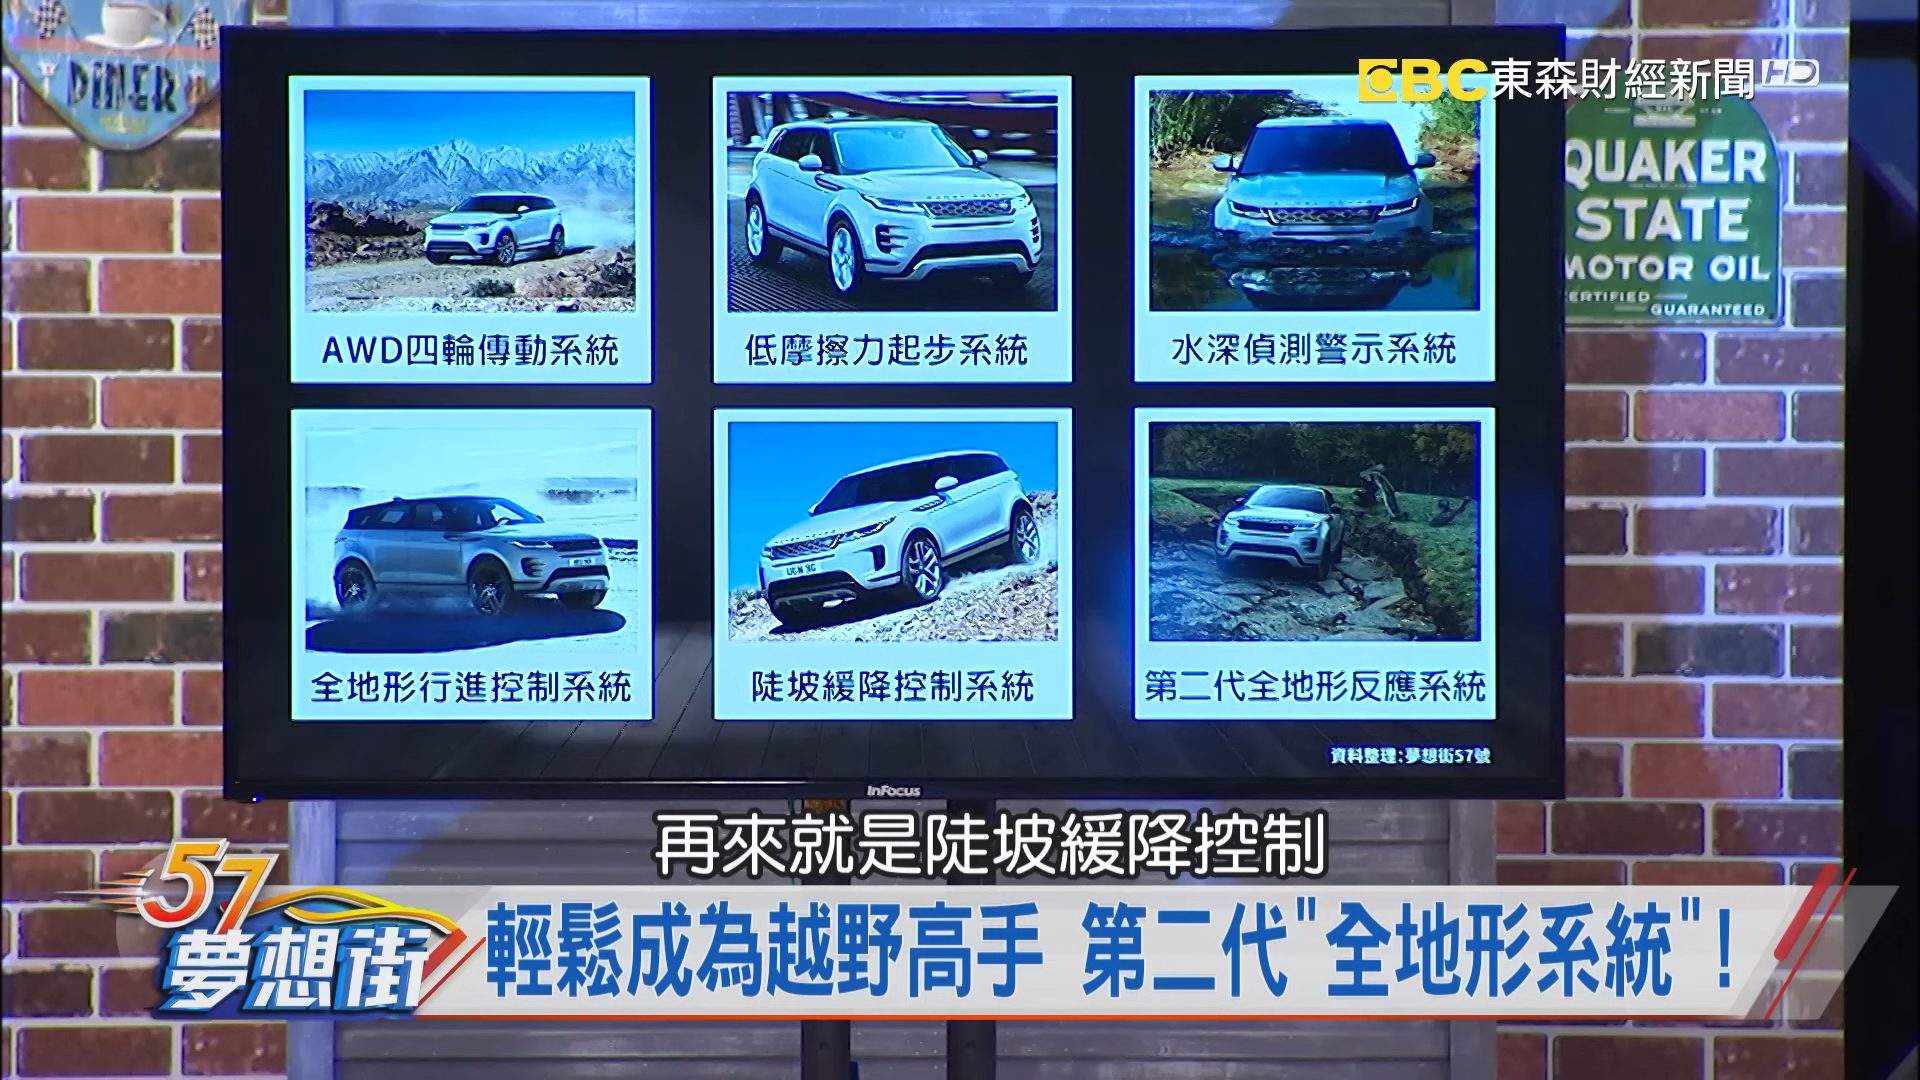 DINER
EBC東森財經新聞HD
QUAKER
STATE
MOTOR OIL
CERTIFIED
GUARANTEED
AWD四輪傳動系統
低摩擦力起步系統
水深偵測警示系統
全地形行進控制系統
陡坡緩降控制系統
第二代全地形反應系統
資料整理:夢想街57號
InFocus
再來就是陡坡緩降控制
57
夢想街
輕鬆成為越野高手 第二代"全地形系統"!